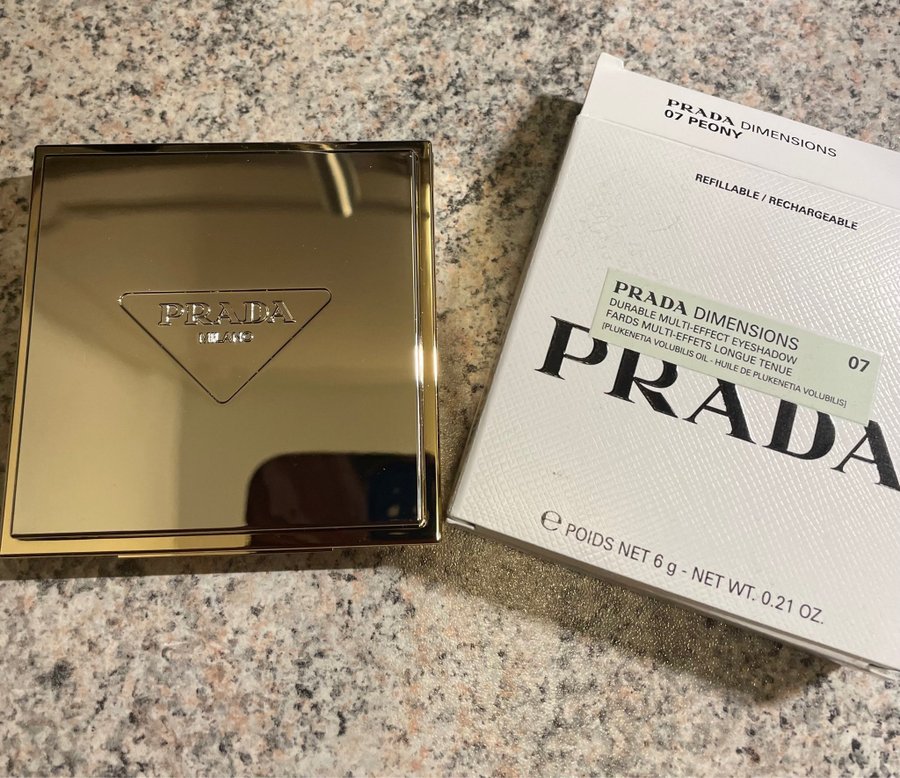 PRADA
MILANO
PRADA DIMENSIONS
07 PEONY
REFILLABLE / RECHARGEABLE
PRADA DIMENSIONS
DURABLE MULTI-EFFECT EYESHADOW
FARDS MULTI-EFFETS LONGUE TENUE
[PLUKENETIA VOLUBILIS OIL - HUILE DE PLUKENETIA VOLUBILIS]
07
PRADA
℮ POIDS NET 6 g - NET WT. 0.21 OZ.